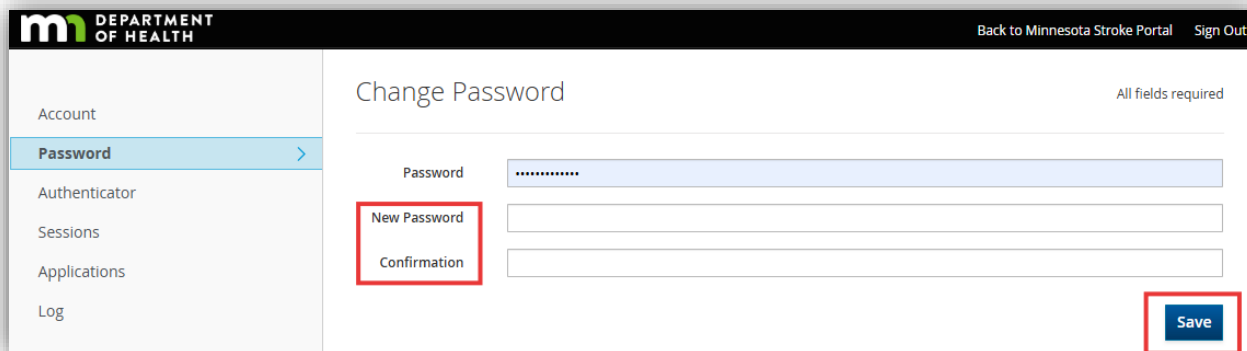 mn DEPARTMENT
OF HEALTH
Back to Minnesota Stroke Portal Sign Out
Account
Password
Authenticator
Sessions
Applications
Log
Change Password
All fields required
Password •••••••••••••
New Password
Confirmation
Save